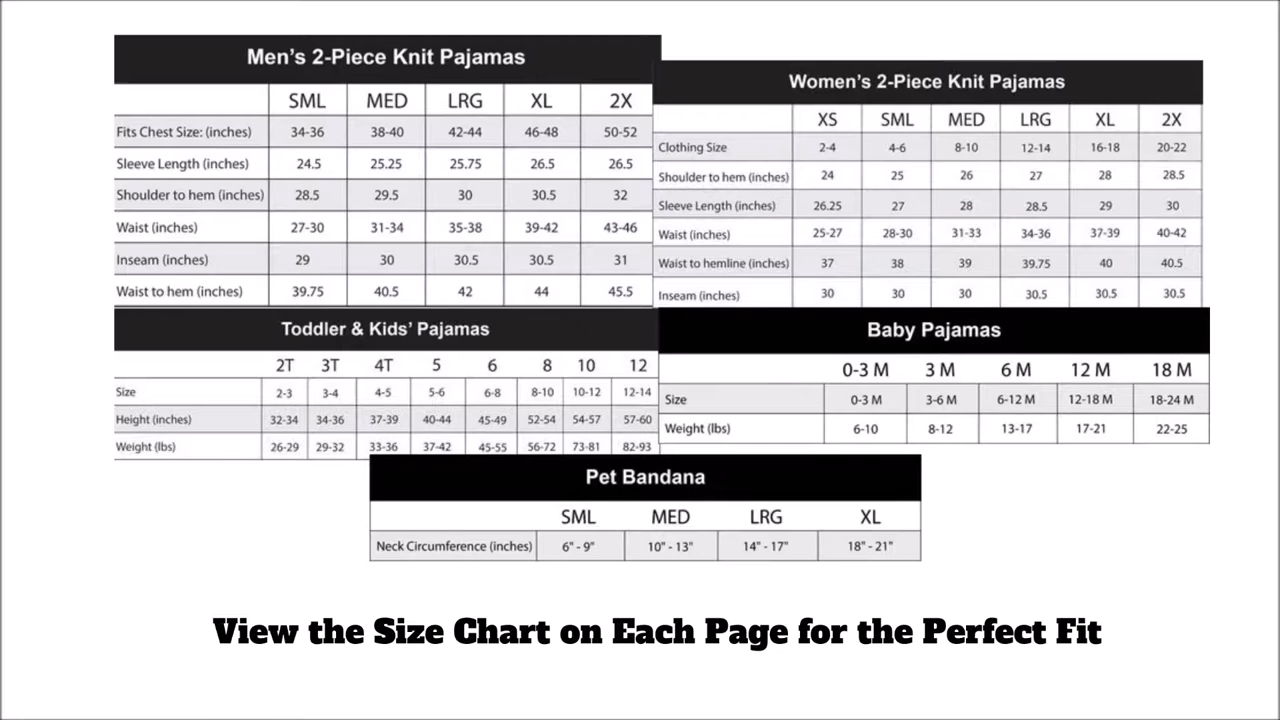 Men's 2-Piece Knit Pajamas
SML MED LRG XL 2X
Fits Chest Size: (inches) 34-36 38-40 42-44 46-48 50-52
Sleeve Length (inches) 24.5 25.25 25.75 26.5 26.5
Shoulder to hem (inches) 28.5 29.5 30 30.5 32
Waist (inches) 27-30 31-34 35-38 39-42 43-46
Inseam (inches) 29 30 30.5 30.5 31
Waist to hem (inches) 39.75 40.5 42 44 45.5
Women's 2-Piece Knit Pajamas
XS SML MED LRG XL 2X
Clothing Size 2-4 4-6 8-10 12-14 16-18 20-22
Shoulder to hem (inches) 24 25 26 27 28 28.5
Sleeve Length (inches) 26.25 27 28 28.5 29 30
Waist (inches) 25-27 28-30 31-33 34-36 37-39 40-42
Waist to hemline (inches) 37 38 39 39.75 40 40.5
Inseam (inches) 30 30 30 30.5 30.5 30.5
Toddler & Kids' Pajamas
2T 3T 4T 5 6 8 10 12
Size 2-3 3-4 4-5 5-6 6-8 8-10 10-12 12-14
Height (inches) 32-34 34-36 37-39 40-44 45-49 52-54 54-57 57-60
Weight (lbs) 26-29 29-32 33-36 37-42 45-55 56-72 73-81 82-93
Baby Pajamas
0-3 M 3 M 6 M 12 M 18 M
Size 0-3 M 3-6 M 6-12 M 12-18 M 18-24 M
Weight (lbs) 6-10 8-12 13-17 17-21 22-25
Pet Bandana
SML MED LRG XL
Neck Circumference (inches) 6" - 9" 10" - 13" 14" - 17" 18" - 21"
View the Size Chart on Each Page for the Perfect Fit